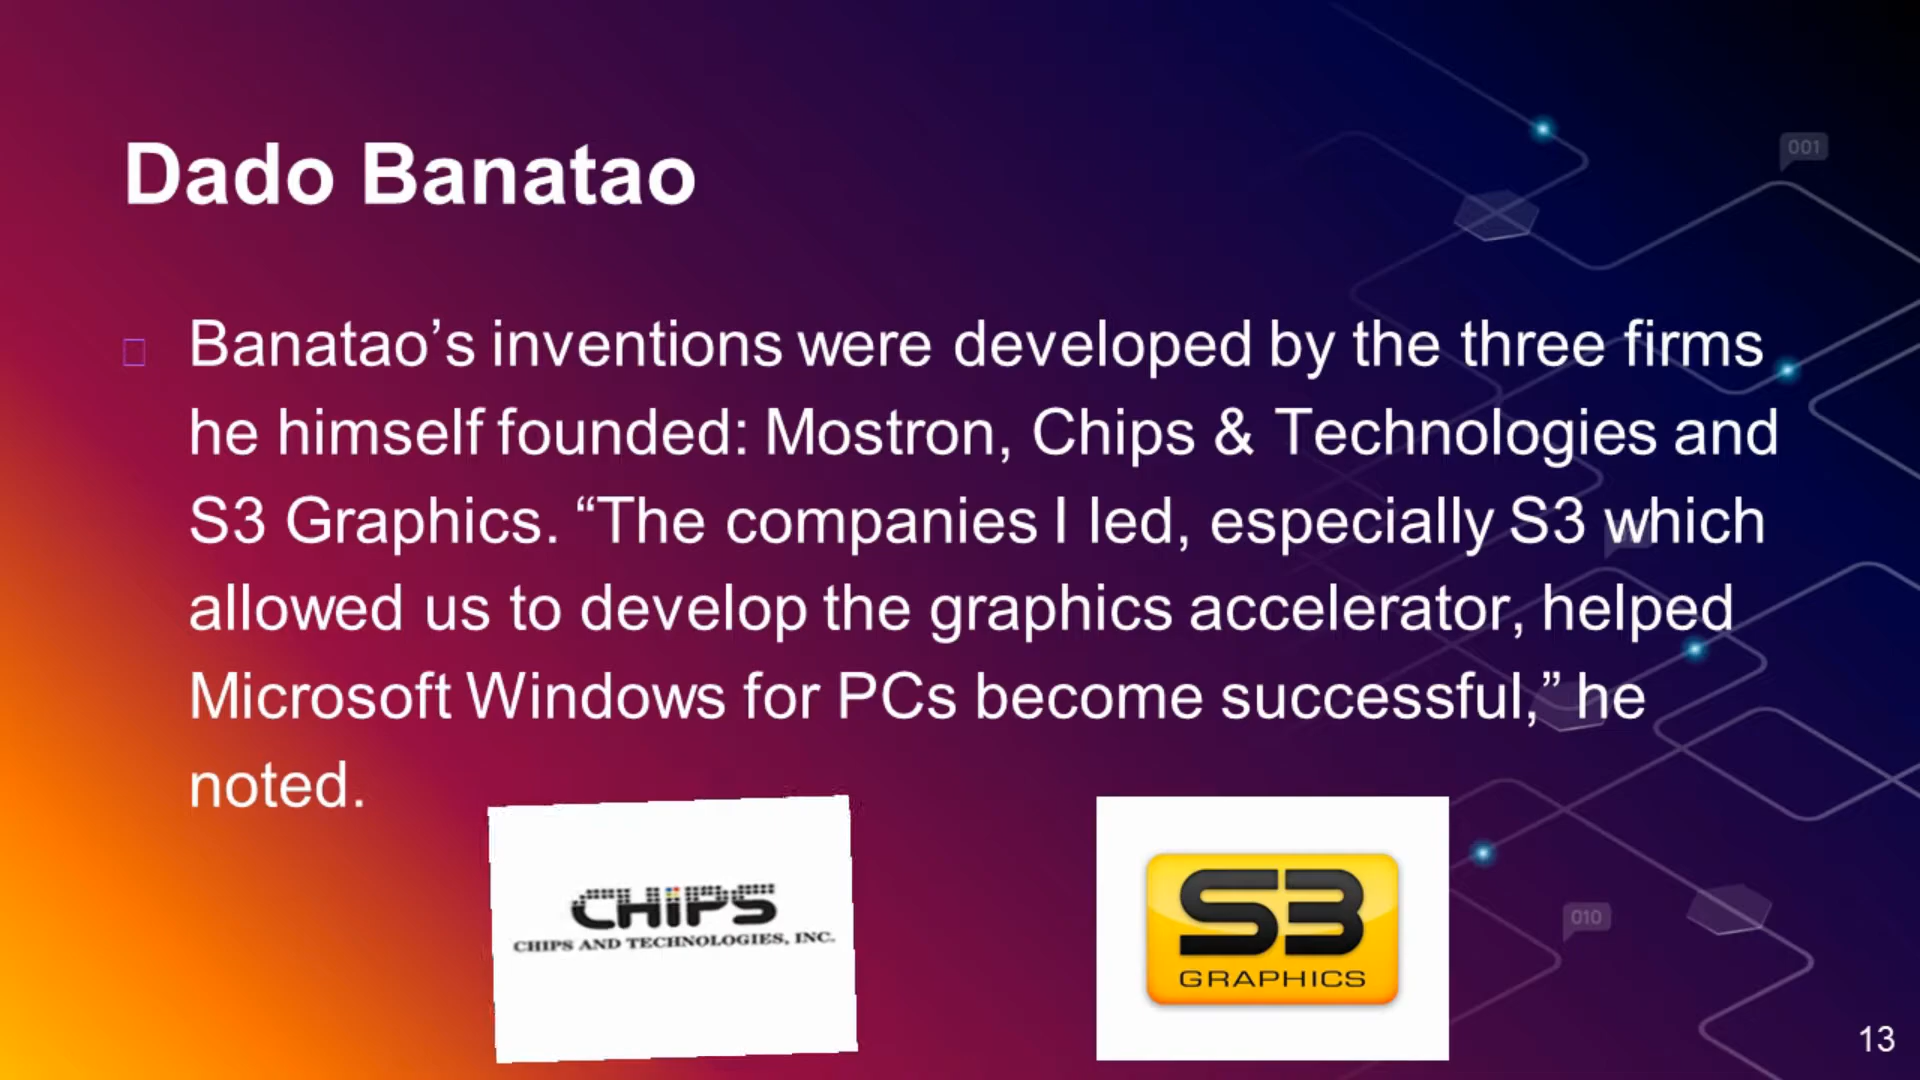 001
Dado Banatao
Banatao’s inventions were developed by the three firms
he himself founded: Mostron, Chips & Technologies and
S3 Graphics. “The companies I led, especially S3 which
allowed us to develop the graphics accelerator, helped
Microsoft Windows for PCs become successful,” he
noted.
CHiPS
CHIPS AND TECHNOLOGIES, INC.
S3
GRAPHICS
010
13